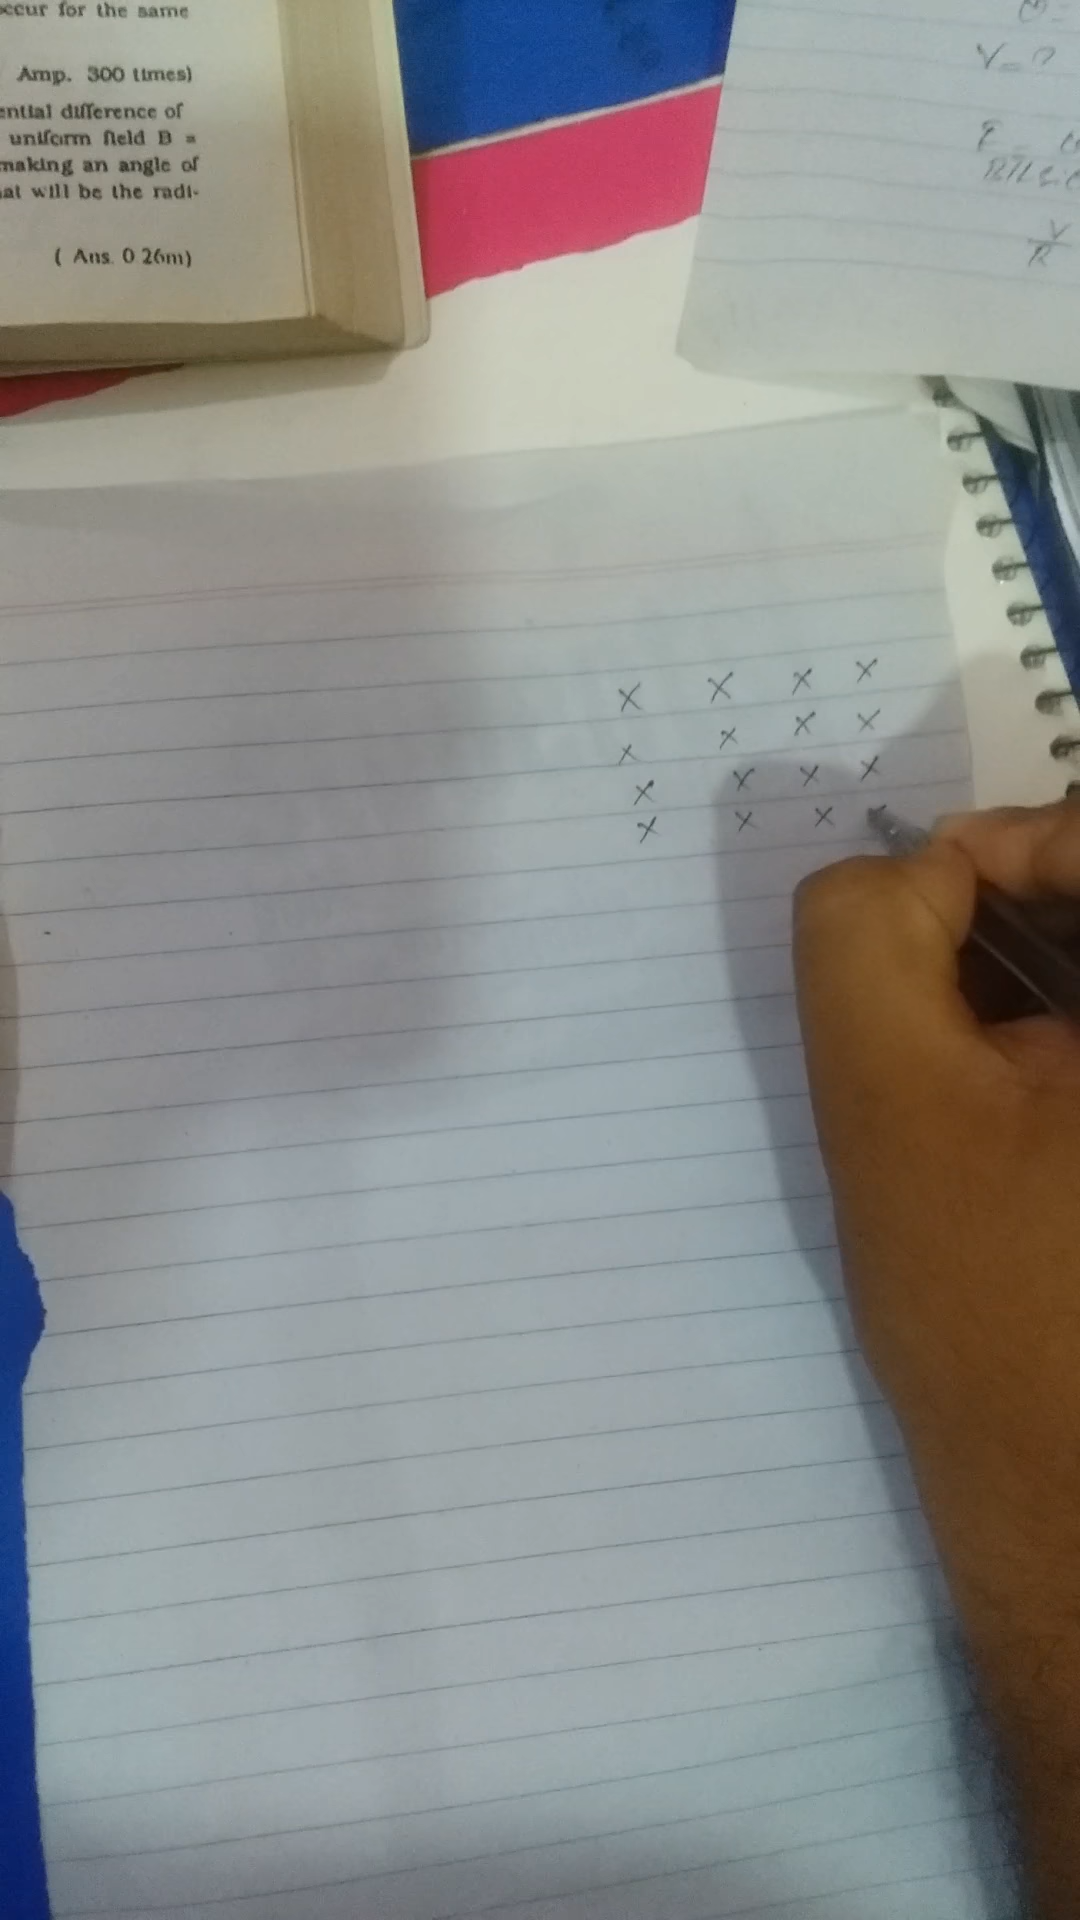 occur for the same
Amp. 300 times)
ential difference of
uniform field B =
making an angle of
at will be the radi-
( Ans. 0 26m)
V = ?
V
R
X X X X
X X X X
X X X X
X X X